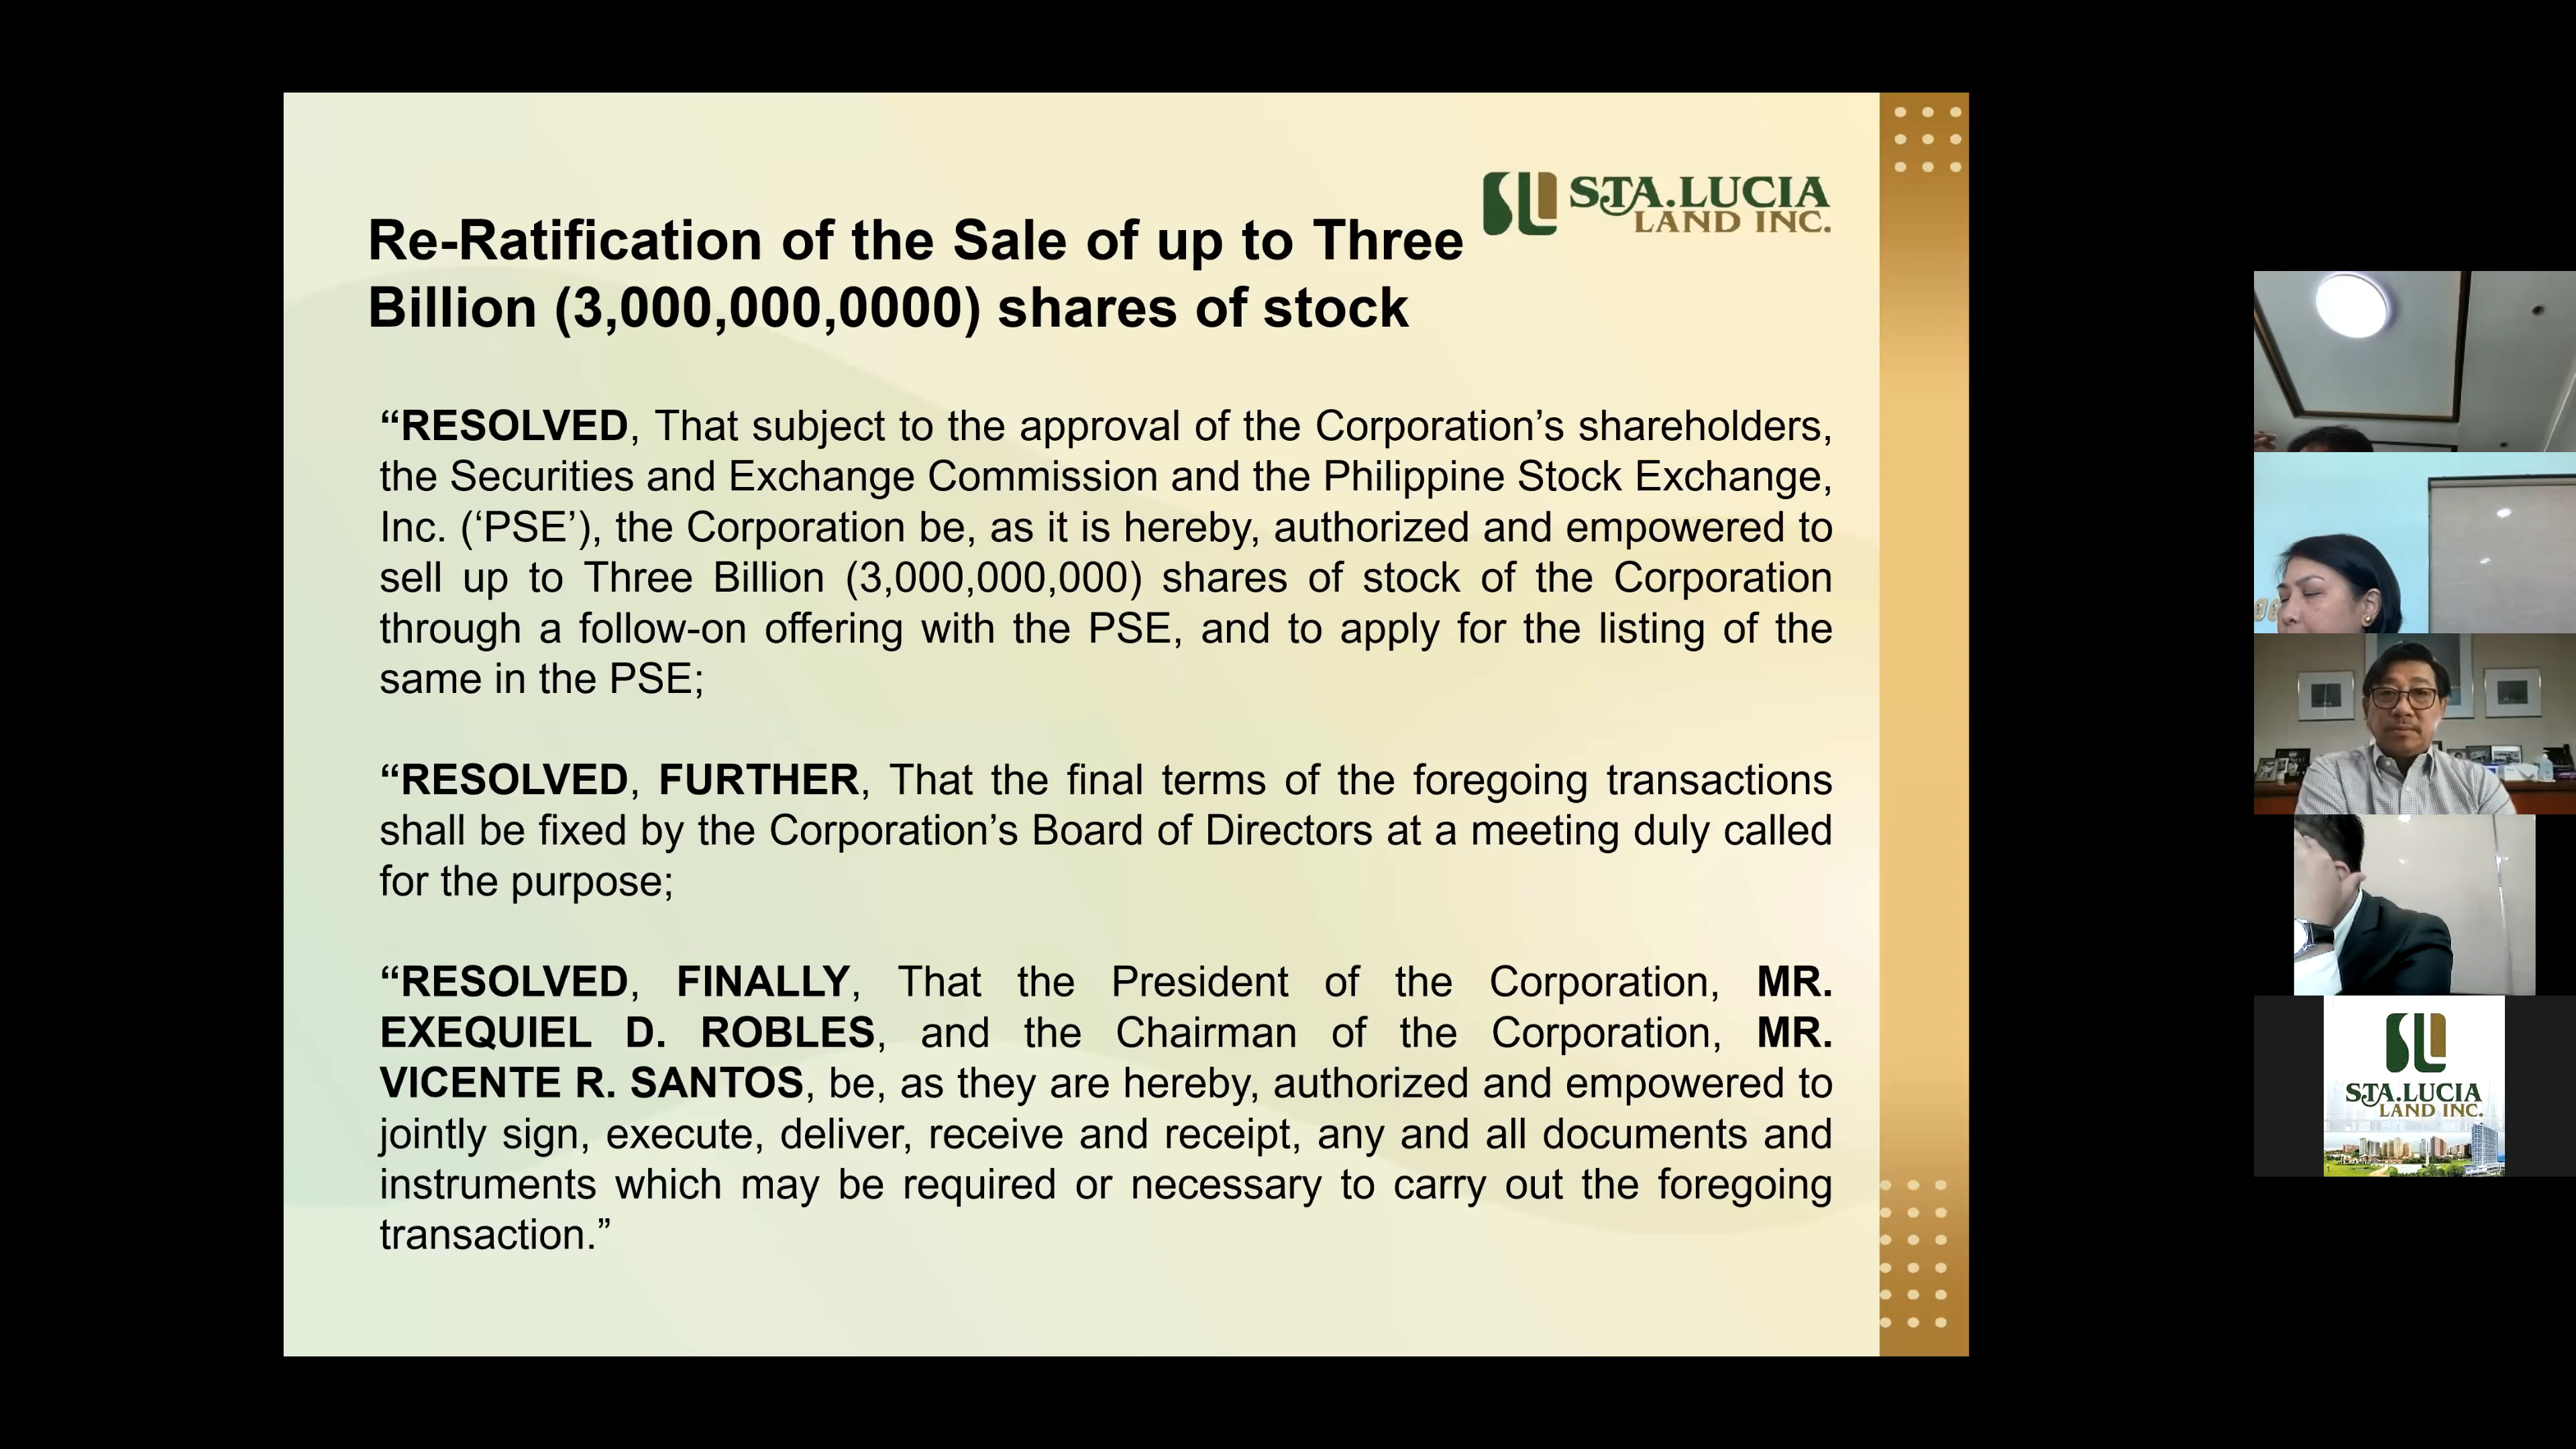 STA.LUCIA
LAND INC.
Re-Ratification of the Sale of up to Three
Billion (3,000,000,0000) shares of stock
“RESOLVED, That subject to the approval of the Corporation’s shareholders,
the Securities and Exchange Commission and the Philippine Stock Exchange,
Inc. (‘PSE’), the Corporation be, as it is hereby, authorized and empowered to
sell up to Three Billion (3,000,000,000) shares of stock of the Corporation
through a follow-on offering with the PSE, and to apply for the listing of the
same in the PSE;
“RESOLVED, FURTHER, That the final terms of the foregoing transactions
shall be fixed by the Corporation’s Board of Directors at a meeting duly called
for the purpose;
“RESOLVED, FINALLY, That the President of the Corporation, MR.
EXEQUIEL D. ROBLES, and the Chairman of the Corporation, MR.
VICENTE R. SANTOS, be, as they are hereby, authorized and empowered to
jointly sign, execute, deliver, receive and receipt, any and all documents and
instruments which may be required or necessary to carry out the foregoing
transaction.”
STA.LUCIA
LAND INC.